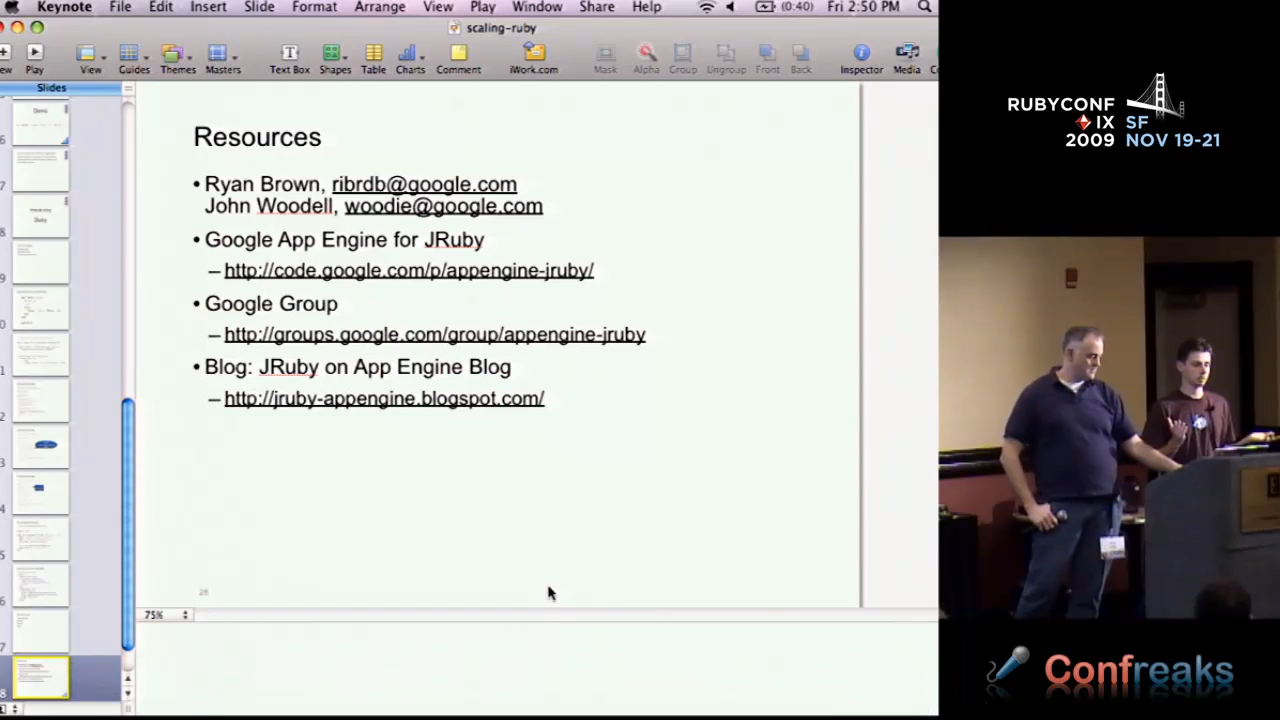 Keynote File Edit Insert Slide Format Arrange View Play Window Share Help (0:40) Fri 2:50 PM
scaling-ruby
Play View Guides Themes Masters Text Box Shapes Table Charts Comment iWork.com Mask Alpha Group Ungroup Front Back Inspector Media
Slides
Resources
• Ryan Brown, ribrdb@google.com
John Woodell, woodie@google.com
• Google App Engine for JRuby
– http://code.google.com/p/appengine-jruby/
• Google Group
– http://groups.google.com/group/appengine-jruby
• Blog: JRuby on App Engine Blog
– http://jruby-appengine.blogspot.com/
28
75%
RUBYCONF
IX SF
2009 NOV 19-21
Confreaks